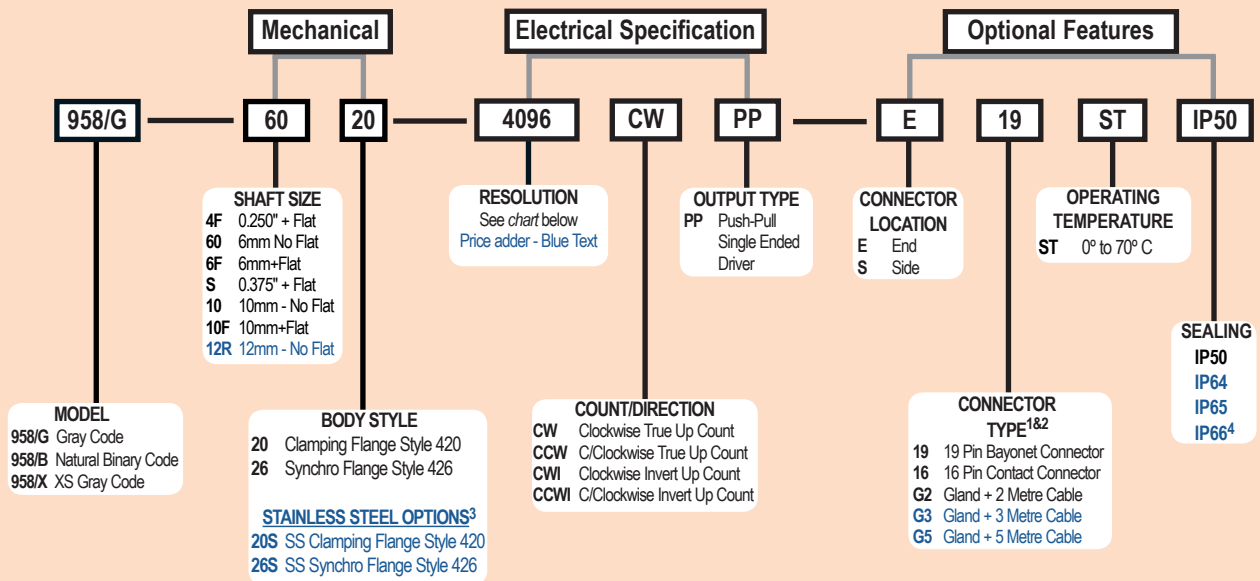 Mechanical
Electrical Specification
Optional Features
958/G
60
20
4096
CW
PP
E
19
ST
IP50
SHAFT SIZE
4F 0.250" + Flat
60 6mm No Flat
6F 6mm+Flat
S 0.375" + Flat
10 10mm - No Flat
10F 10mm+Flat
12R 12mm - No Flat
RESOLUTION
See chart below
Price adder - Blue Text
OUTPUT TYPE
PP Push-Pull
Single Ended
Driver
CONNECTOR
LOCATION
E End
S Side
OPERATING
TEMPERATURE
ST 0º to 70º C
SEALING
IP50
IP64
IP65
IP66⁴
MODEL
958/G Gray Code
958/B Natural Binary Code
958/X XS Gray Code
BODY STYLE
20 Clamping Flange Style 420
26 Synchro Flange Style 426
STAINLESS STEEL OPTIONS³
20S SS Clamping Flange Style 420
26S SS Synchro Flange Style 426
COUNT/DIRECTION
CW Clockwise True Up Count
CCW C/Clockwise True Up Count
CWI Clockwise Invert Up Count
CCWI C/Clockwise Invert Up Count
CONNECTOR
TYPE¹&²
19 19 Pin Bayonet Connector
16 16 Pin Contact Connector
G2 Gland + 2 Metre Cable
G3 Gland + 3 Metre Cable
G5 Gland + 5 Metre Cable